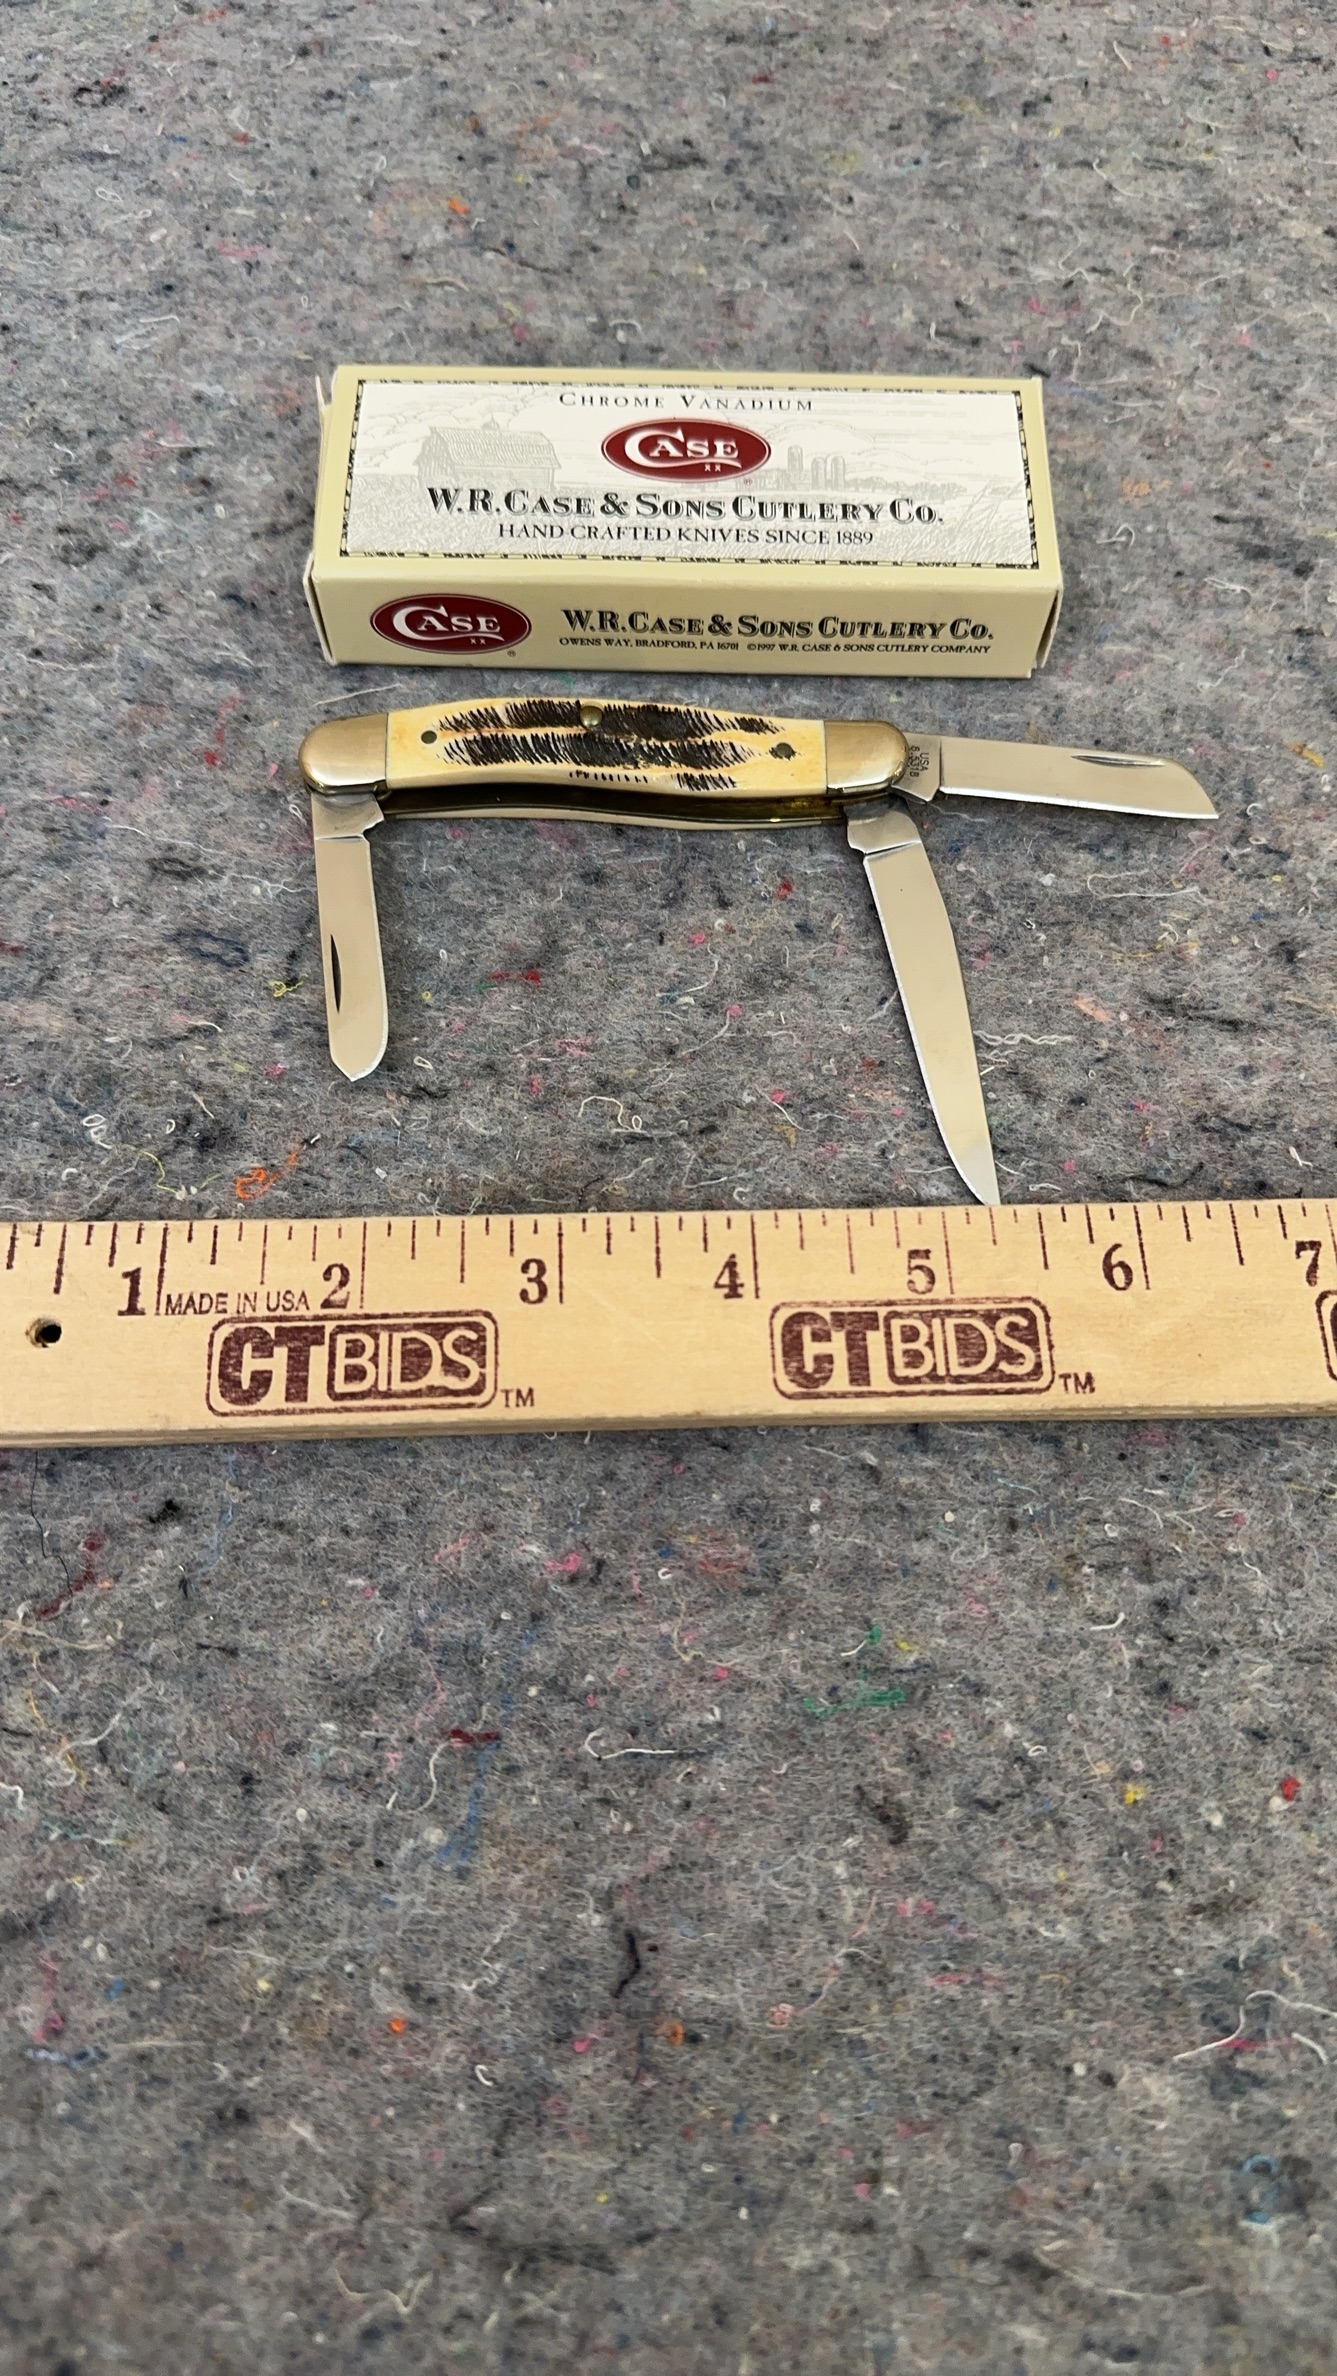 CHROME VANADIUM
CASE
XX
®
W.R. CASE & SONS CUTLERY CO.
HAND-CRAFTED KNIVES SINCE 1889
CASE
XX
®
W.R. CASE & SONS CUTLERY CO.
OWENS WAY, BRADFORD, PA 16701 ©1997 W.R. CASE & SONS CUTLERY COMPANY
USA
1 2 3 4 5 6 7
MADE IN USA
CTBIDS TM
CTBIDS TM